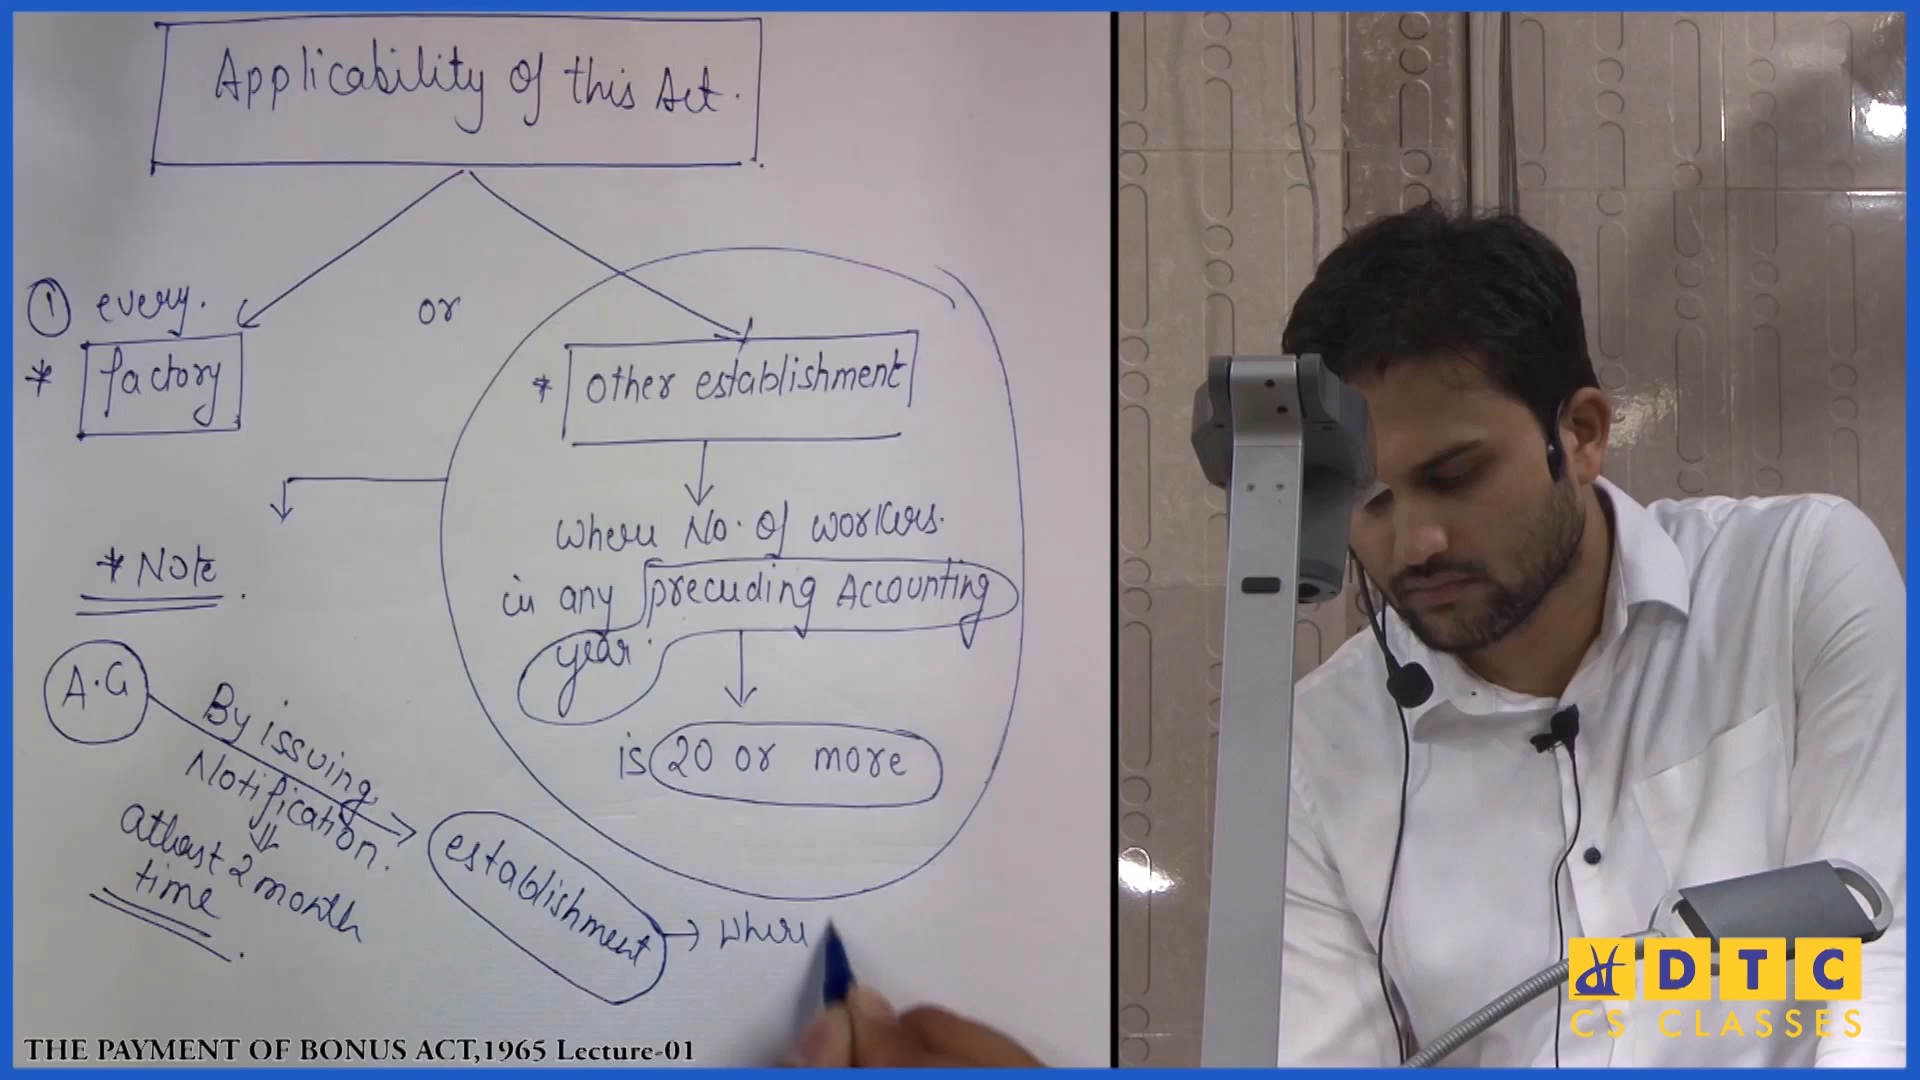 Applicability of this Act.
① every.
or
* factory
* other establishment
where No. of workers.
in any preceding Accounting
year.
is 20 or more
* Note
A.G
By issuing
Notification.
atleast 2 month
time
establishment → where
THE PAYMENT OF BONUS ACT,1965 Lecture-01
DTC
CS CLASSES